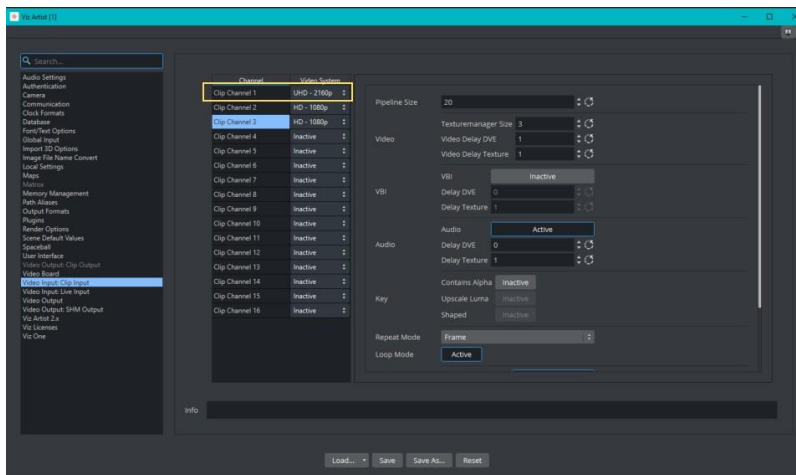 Viz Artist [1]
Search...
Audio Settings
Authentication
Camera
Communication
Clock Formats
Database
Font/Text Options
Global Input
Import 3D Options
Image File Name Convert
Local Settings
Maps
Matrox
Memory Management
Path Aliases
Output Formats
Plugins
Render Options
Scene Default Values
Spaceball
User Interface
Video Output: Clip Output
Video Board
Video Input: Clip Input
Video Input: Live Input
Video Output
Video Output: SHM Output
Viz Artist 2.x
Viz Licenses
Viz One
Channel Video System
Clip Channel 1 UHD - 2160p
Clip Channel 2 HD - 1080p
Clip Channel 3 HD - 1080p
Clip Channel 4 Inactive
Clip Channel 5 Inactive
Clip Channel 6 Inactive
Clip Channel 7 Inactive
Clip Channel 8 Inactive
Clip Channel 9 Inactive
Clip Channel 10 Inactive
Clip Channel 11 Inactive
Clip Channel 12 Inactive
Clip Channel 13 Inactive
Clip Channel 14 Inactive
Clip Channel 15 Inactive
Clip Channel 16 Inactive
Pipeline Size 20
Texturemanager Size 3
Video Video Delay DVE 1
Video Delay Texture 1
VBI Inactive
VBI Delay DVE 0
Delay Texture 1
Audio Active
Audio Delay DVE 0
Delay Texture 1
Contains Alpha Inactive
Key Upscale Luma Inactive
Shaped Inactive
Repeat Mode Frame
Loop Mode Active
Info
Load... Save Save As... Reset